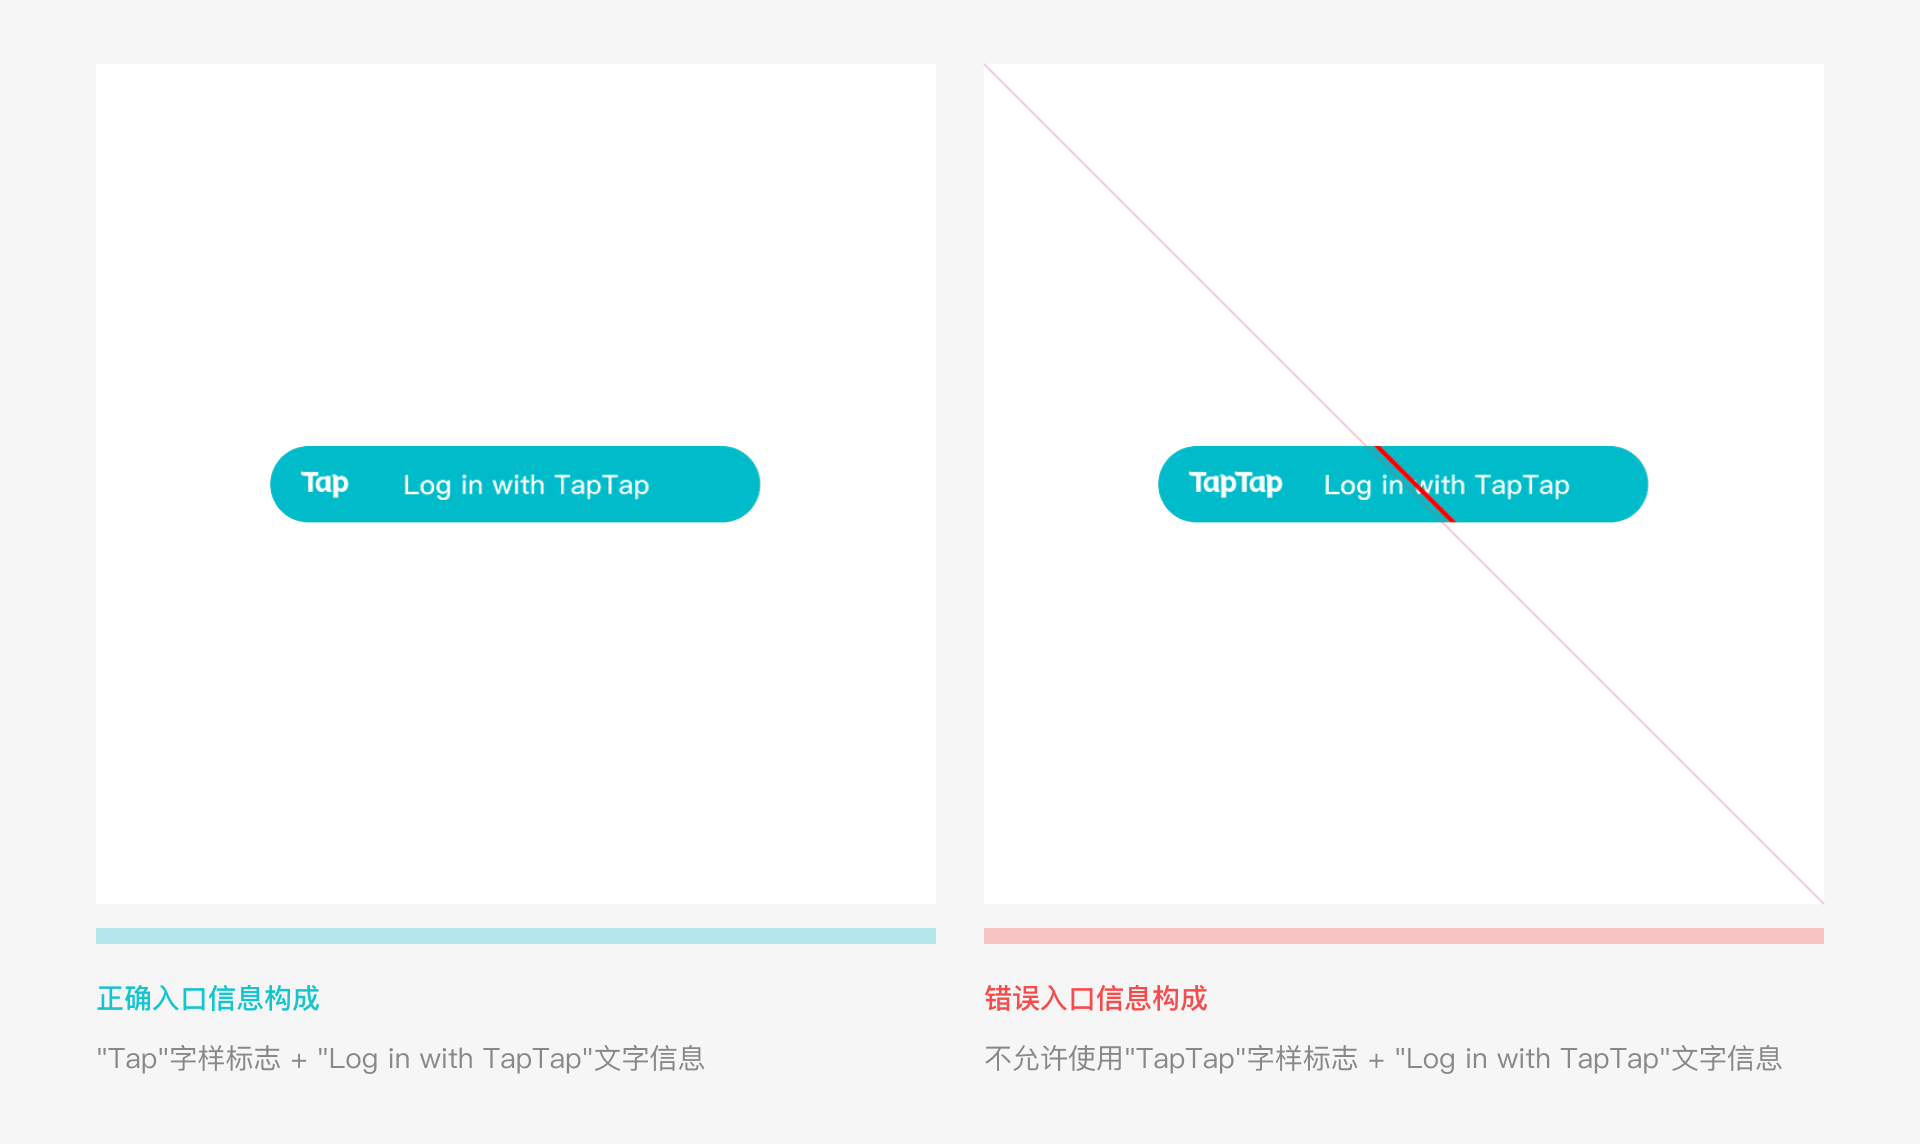 Tap Log in with TapTap
TapTap Log in with TapTap
正确入口信息构成
"Tap"字样标志 + "Log in with TapTap"文字信息
错误入口信息构成
不允许使用"TapTap"字样标志 + "Log in with TapTap"文字信息